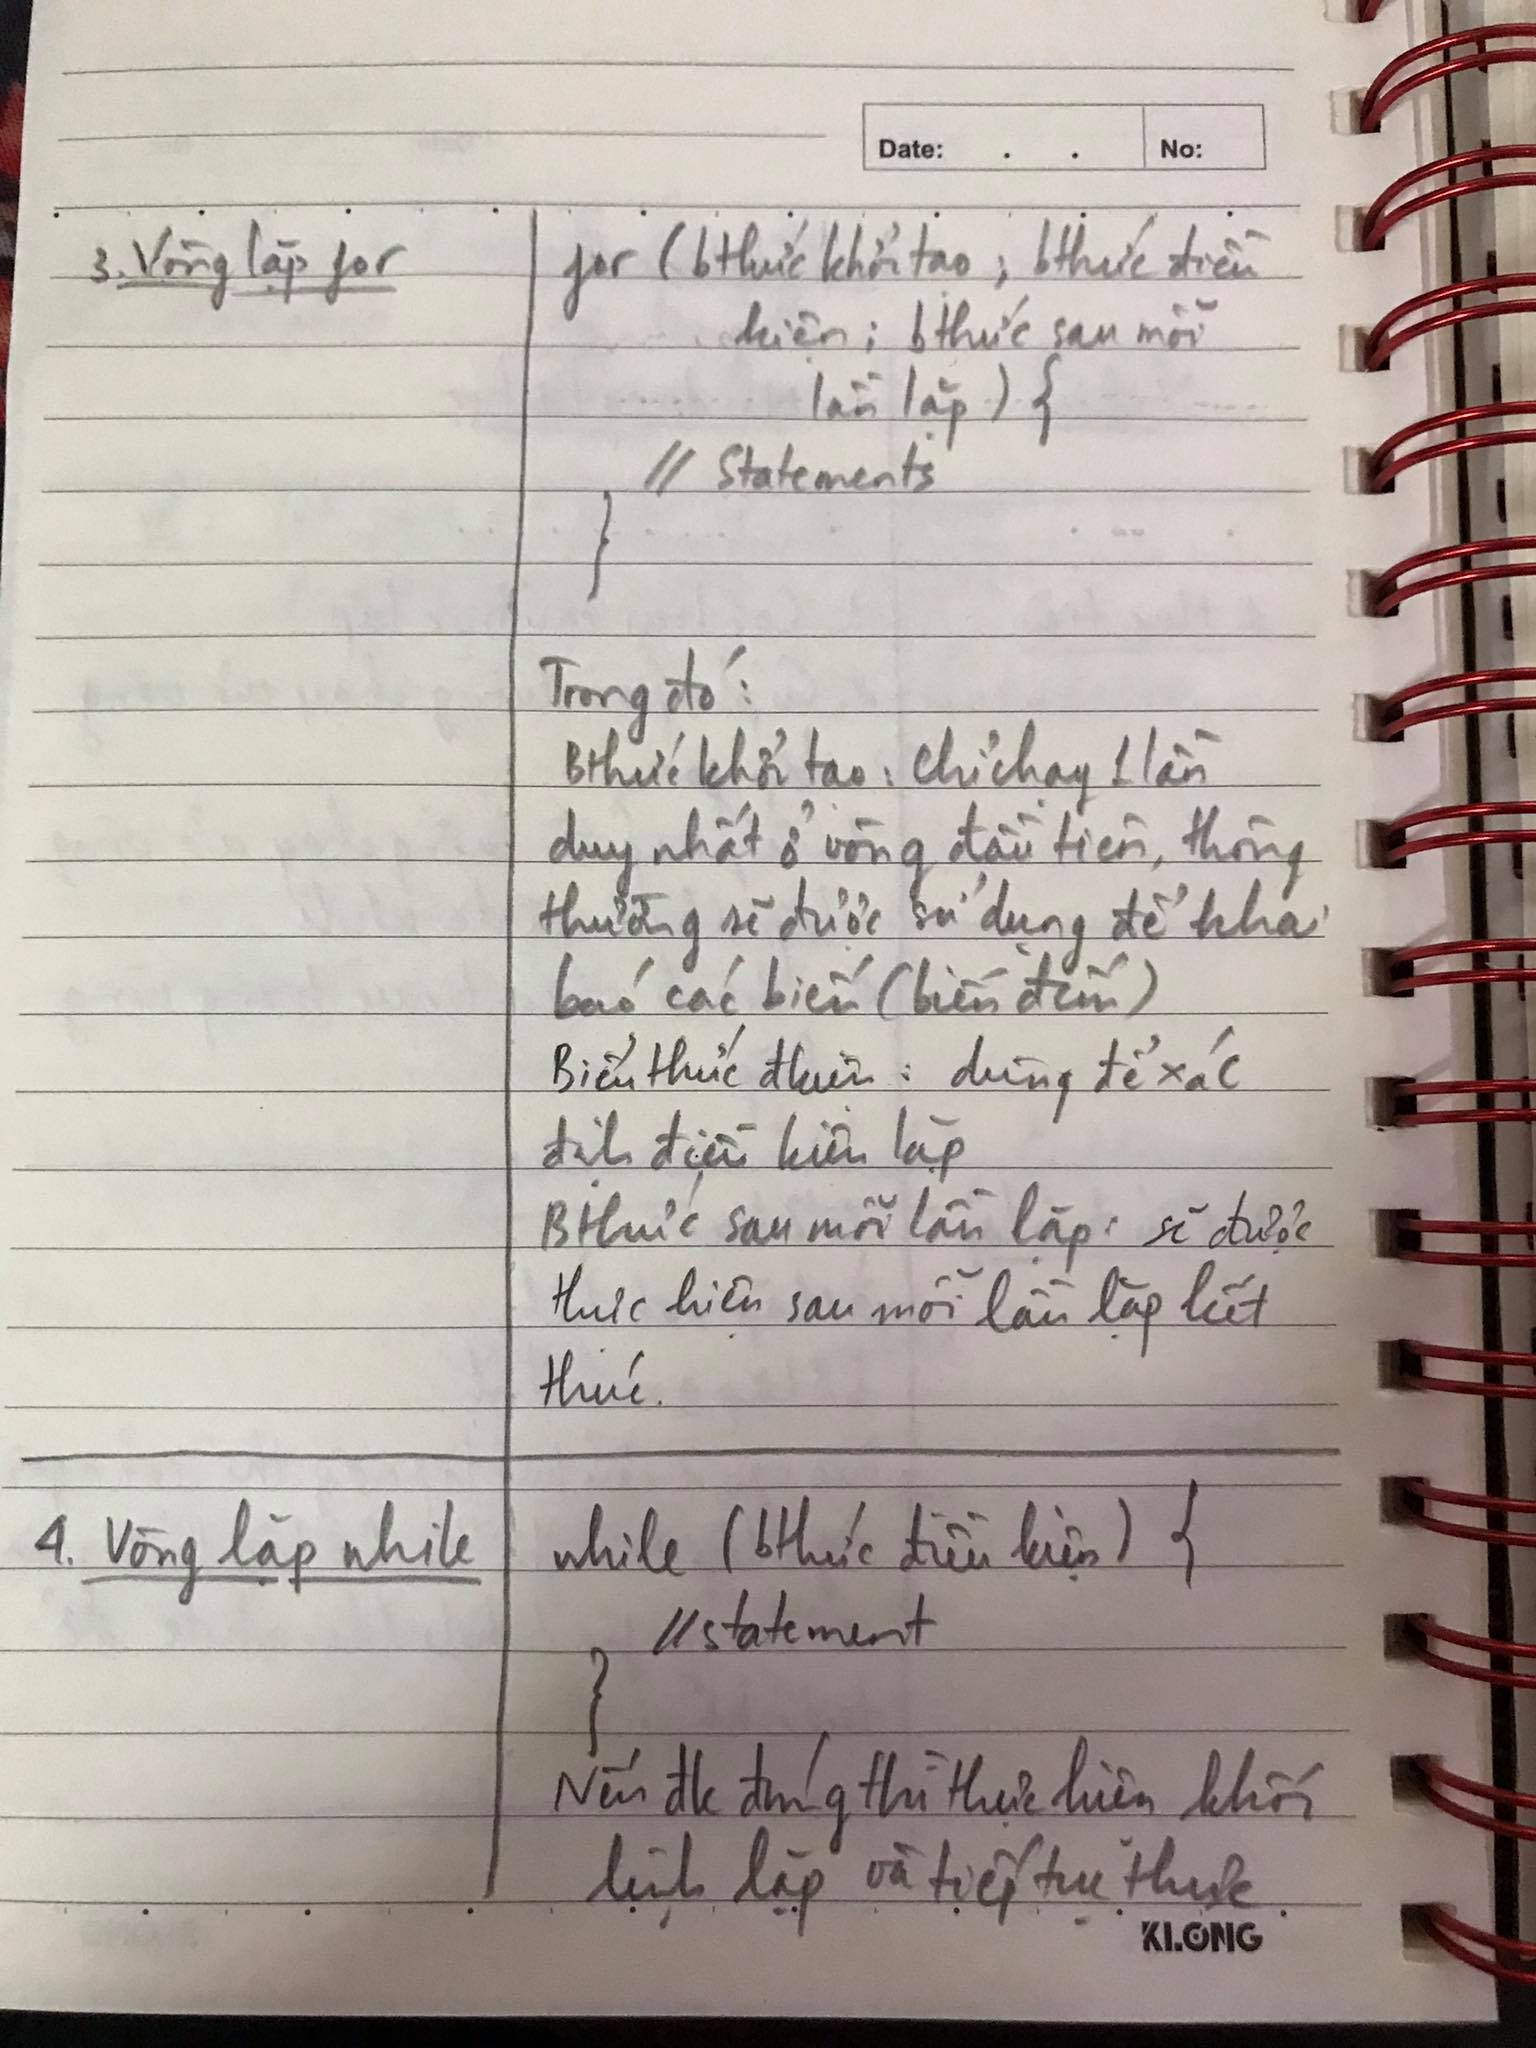 Date: . . No:
3. Vòng lặp for
for (bthức khởi tạo ; bthức điều
kiện ; bthức sau mỗi
lần lặp) {
// Statements
}
Trong đó :
Bthức khởi tạo : chỉ chạy 1 lần
duy nhất ở vòng đầu tiên, thông
thường sẽ được sử dụng để khai
báo các biến (biến đếm)
Biểu thức đkiện : dùng để xác
định điều kiện lặp
Bthức sau mỗi lần lặp : sẽ được
thực hiện sau mỗi lần lặp kết
thúc.
4. Vòng lặp while
while (bthức điều kiện) {
//statement
}
Nếu đk đúng thì thực hiện khối
lệnh lặp và tiếp tục thực
KLONG